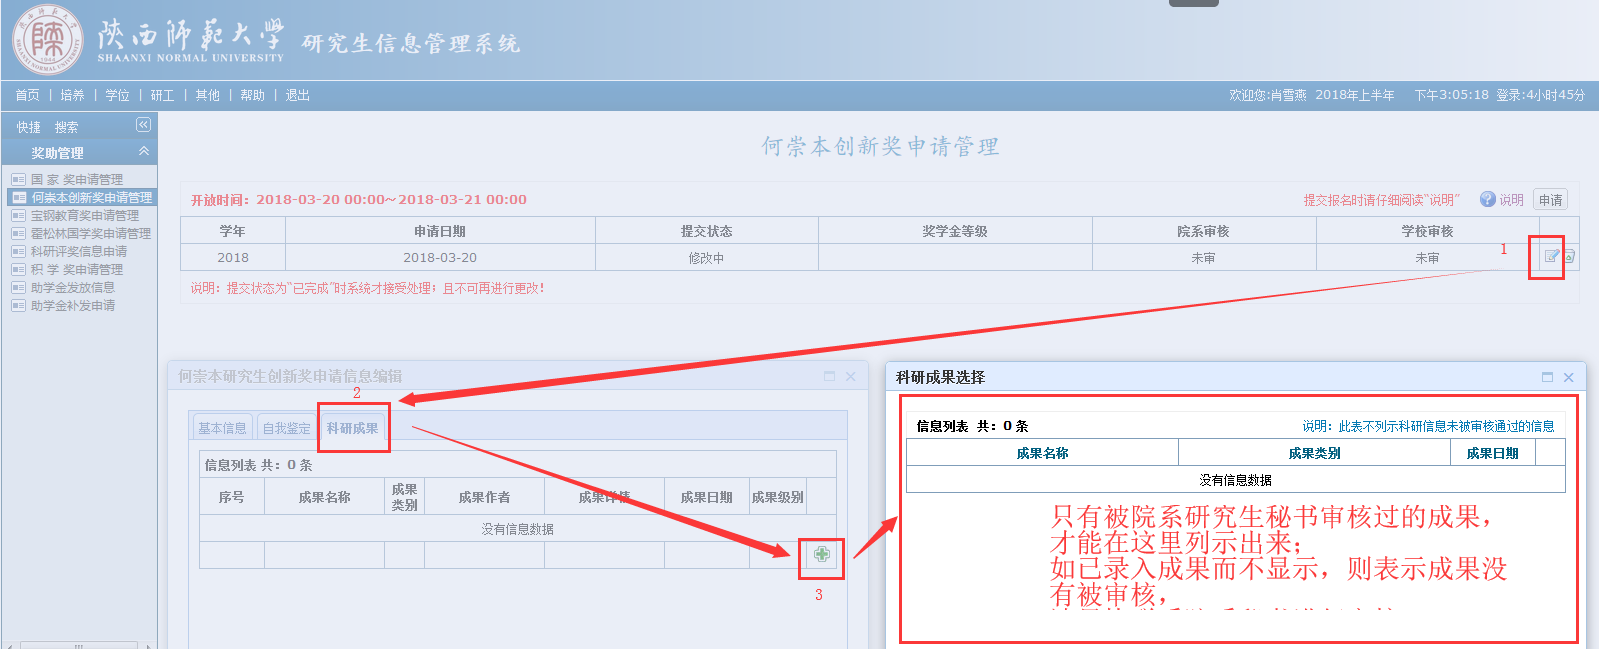 陕西师范大学
SHAANXI NORMAL UNIVERSITY
研究生信息管理系统
首页 | 培养 | 学位 | 研工 | 其他 | 帮助 | 退出
欢迎您:肖雪燕 2018年上半年 下午3:05:18 登录:4小时45分
快捷 搜索
奖助管理
国 家 奖申请管理
何崇本创新奖申请管理
宝钢教育奖申请管理
霍松林国学奖申请管理
科研评奖信息申请
积 学 奖申请管理
助学金发放信息
助学金补发申请
何崇本创新奖申请管理
开放时间：2018-03-20 00:00～2018-03-21 00:00
提交报名时请仔细阅读“说明” 说明 申请
学年 申请日期 提交状态 奖学金等级 院系审核 学校审核
2018 2018-03-20 修改中 未审 未审
1
说明：提交状态为“已完成”时系统才接受处理；且不可再进行更改！
何崇本研究生创新奖申请信息编辑
2
基本信息 自我鉴定 科研成果
信息列表 共：0 条
序号 成果名称 成果类别 成果作者 成果详情 成果日期 成果级别
没有信息数据
3
科研成果选择
信息列表 共：0 条
说明：此表不列示科研信息未被审核通过的信息
成果名称 成果类别 成果日期
没有信息数据
只有被院系研究生秘书审核过的成果，
才能在这里列示出来；
如已录入成果而不显示，则表示成果没
有被审核，